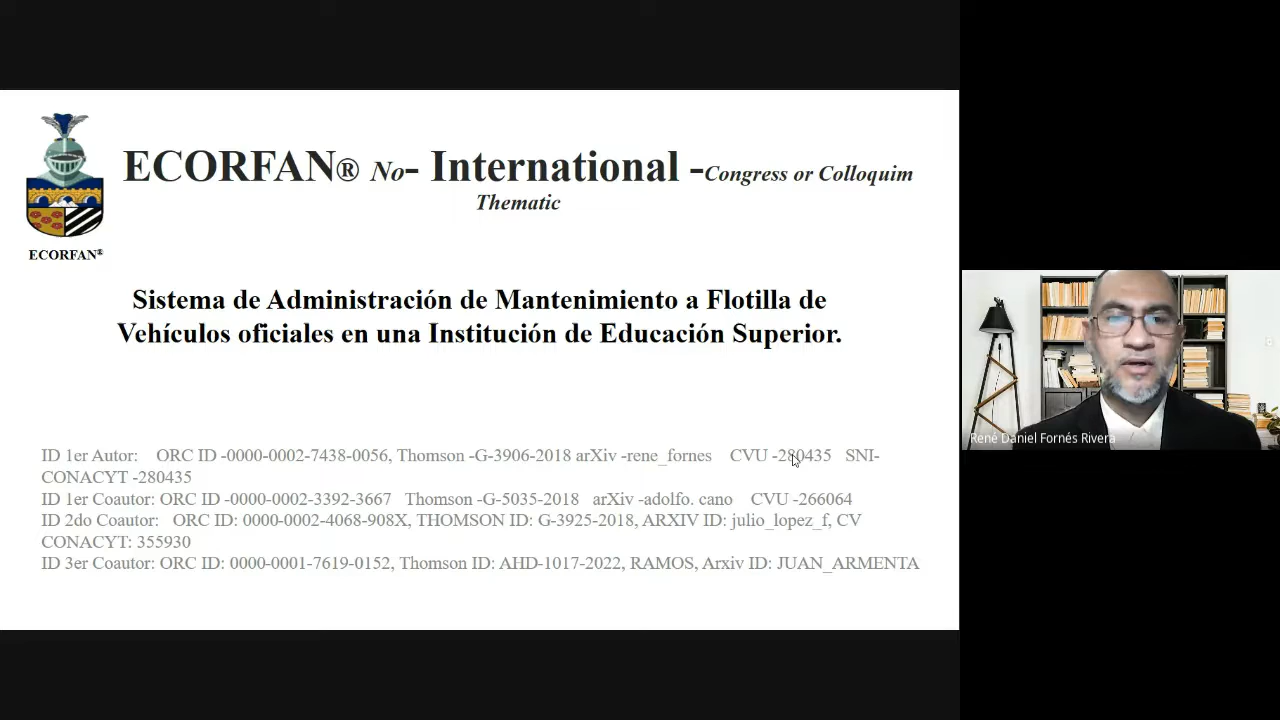 ECORFAN® No- International -Congress or Colloquim
Thematic
ECORFAN®
Sistema de Administración de Mantenimiento a Flotilla de
Vehículos oficiales en una Institución de Educación Superior.
ID 1er Autor: ORC ID -0000-0002-7438-0056, Thomson -G-3906-2018 arXiv -rene_fornes CVU -280435 SNI-
CONACYT -280435
ID 1er Coautor: ORC ID -0000-0002-3392-3667 Thomson -G-5035-2018 arXiv -adolfo. cano CVU -266064
ID 2do Coautor: ORC ID: 0000-0002-4068-908X, THOMSON ID: G-3925-2018, ARXIV ID: julio_lopez_f, CV
CONACYT: 355930
ID 3er Coautor: ORC ID: 0000-0001-7619-0152, Thomson ID: AHD-1017-2022, RAMOS, Arxiv ID: JUAN_ARMENTA
René Daniel Fornés Rivera